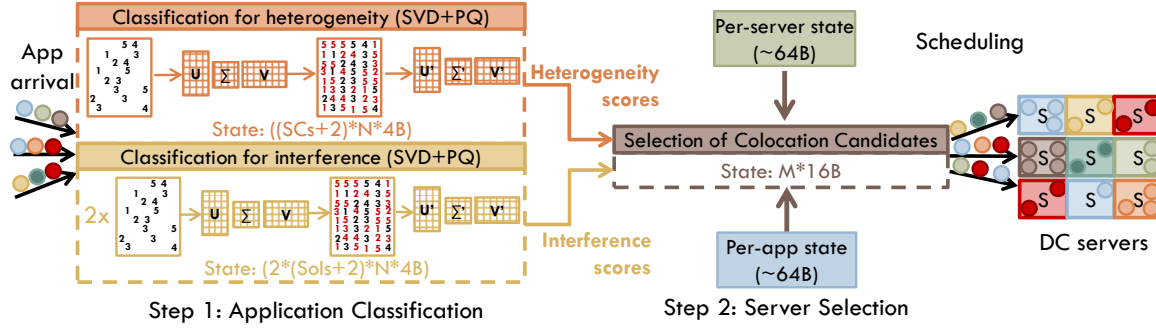 Classification for heterogeneity (SVD+PQ)
App
arrival
U
Σ
V
U'
Σ'
V'
State: ((SCs+2)*N*4B)
Heterogeneity
scores
Classification for interference (SVD+PQ)
2x
U
Σ
V
U'
Σ'
V'
State: (2*(SoIs+2)*N*4B)
Interference
scores
Step 1: Application Classification
Per-server state
(~64B)
Selection of Colocation Candidates
State: M*16B
Per-app state
(~64B)
Step 2: Server Selection
Scheduling
S S S
S S S
S S S
DC servers